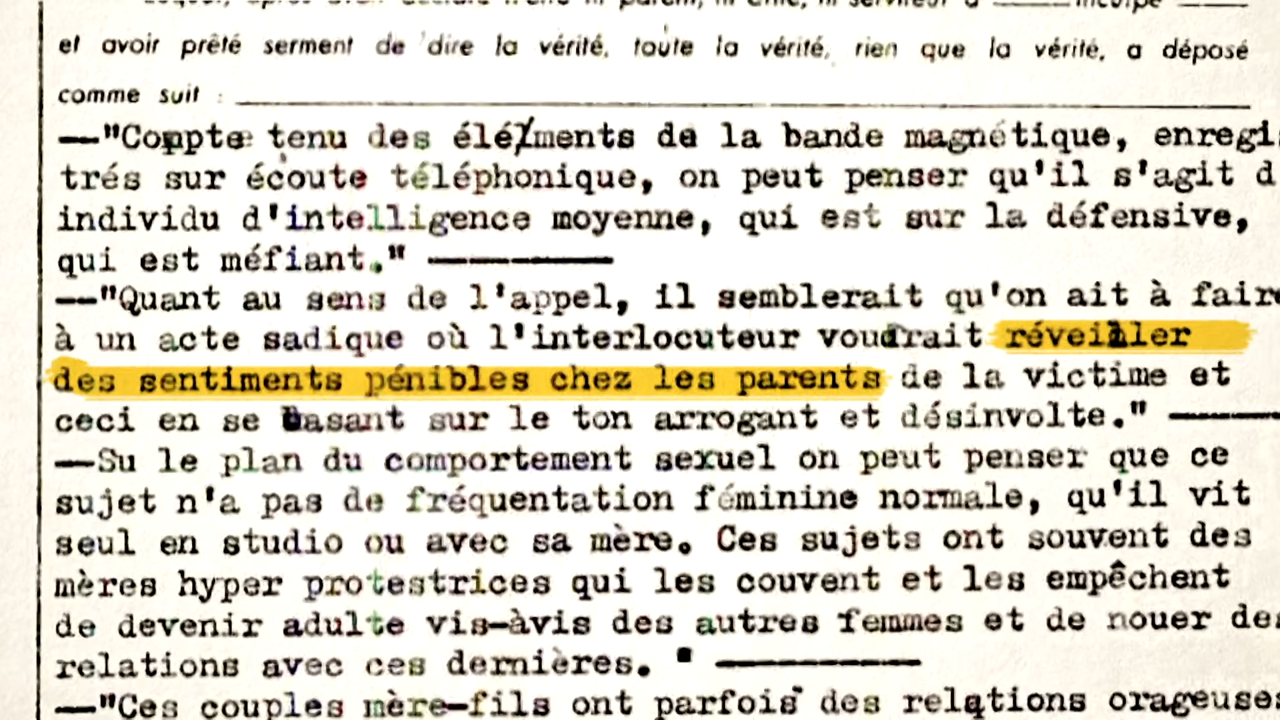 et avoir prêté serment de dire la vérité, toute la vérité, rien que la vérité, a déposé
comme suit :
—"Compte tenu des élé/ments de la bande magnétique, enregi
trés sur écoute téléphonique, on peut penser qu'il s'agit d
individu d'intelligence moyenne, qui est sur la défensive,
qui est méfiant."
—"Quant au sens de l'appel, il semblerait qu'on ait à faire
à un acte sadique où l'interlocuteur voudrait réveiller
des sentiments pénibles chez les parents de la victime et
ceci en se basant sur le ton arrogant et désinvolte."
—Su le plan du comportement sexuel on peut penser que ce
sujet n'a pas de fréquentation féminine normale, qu'il vit
seul en studio ou avec sa mère. Ces sujets ont souvent des
mères hyper protestrices qui les couvent et les empêchent
de devenir adulte vis-àvis des autres femmes et de nouer des
relations avec ces dernières. "
—"Ces couples mère-fils ont parfois des relations orageuses